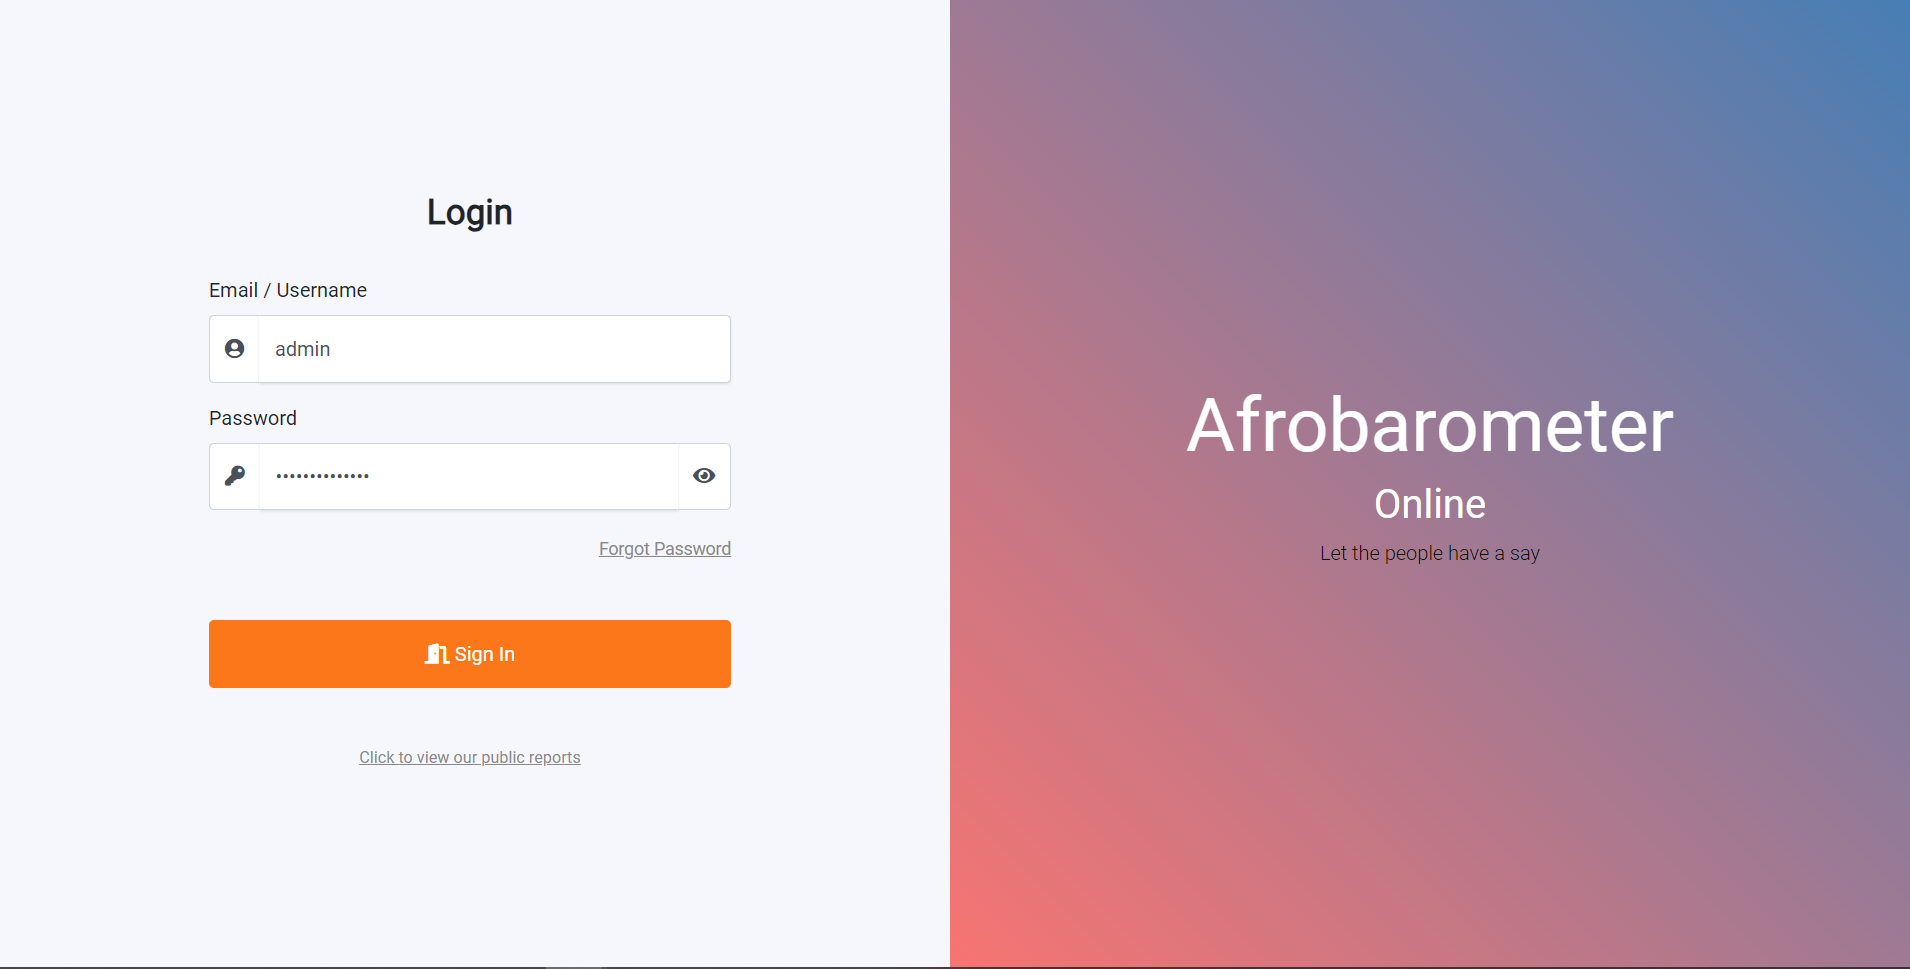 Login
Email / Username
admin
Password
••••••••••••••
Forgot Password
Sign In
Click to view our public reports
Afrobarometer
Online
Let the people have a say